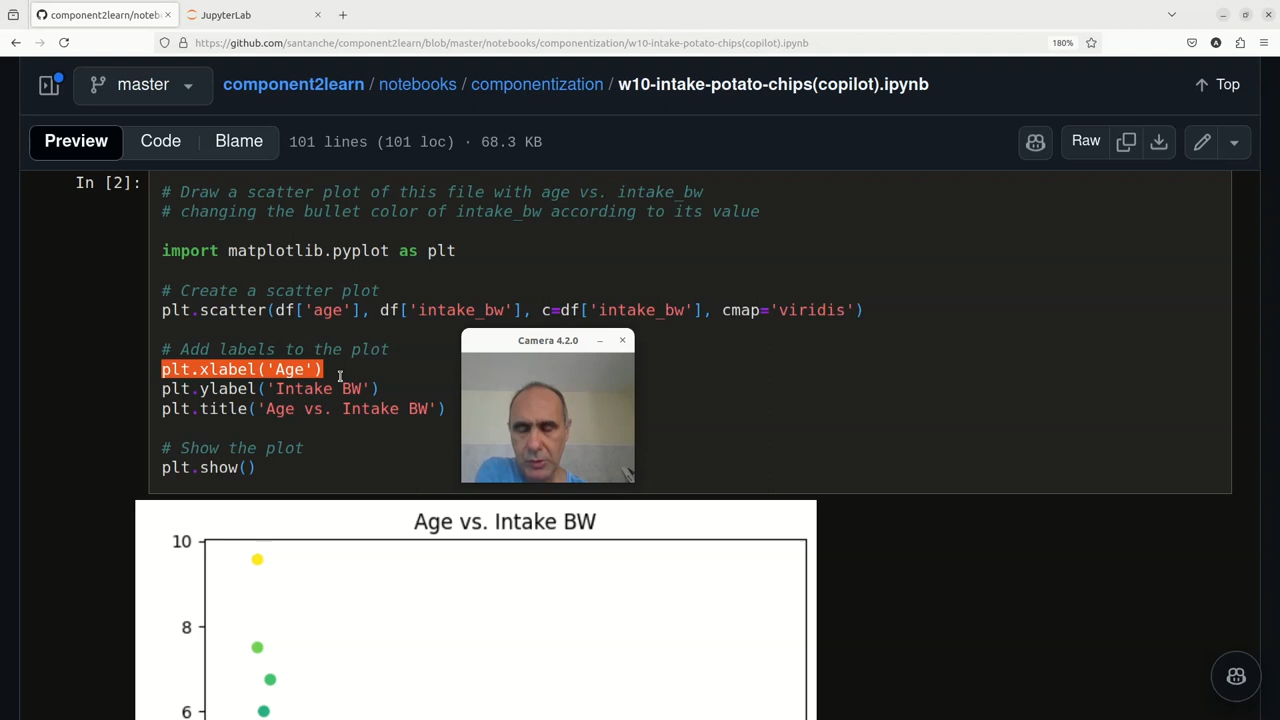 component2learn/noteb
JupyterLab
https://github.com/santanche/component2learn/blob/master/notebooks/componentization/w10-intake-potato-chips(copilot).ipynb
180%
master
component2learn / notebooks / componentization / w10-intake-potato-chips(copilot).ipynb
Top
Preview
Code
Blame
101 lines (101 loc) · 68.3 KB
Raw
In [2]:
# Draw a scatter plot of this file with age vs. intake_bw
# changing the bullet color of intake_bw according to its value
import matplotlib.pyplot as plt
# Create a scatter plot
plt.scatter(df['age'], df['intake_bw'], c=df['intake_bw'], cmap='viridis')
# Add labels to the plot
plt.xlabel('Age')
plt.ylabel('Intake BW')
plt.title('Age vs. Intake BW')
# Show the plot
plt.show()
Camera 4.2.0
Age vs. Intake BW
10
8
6